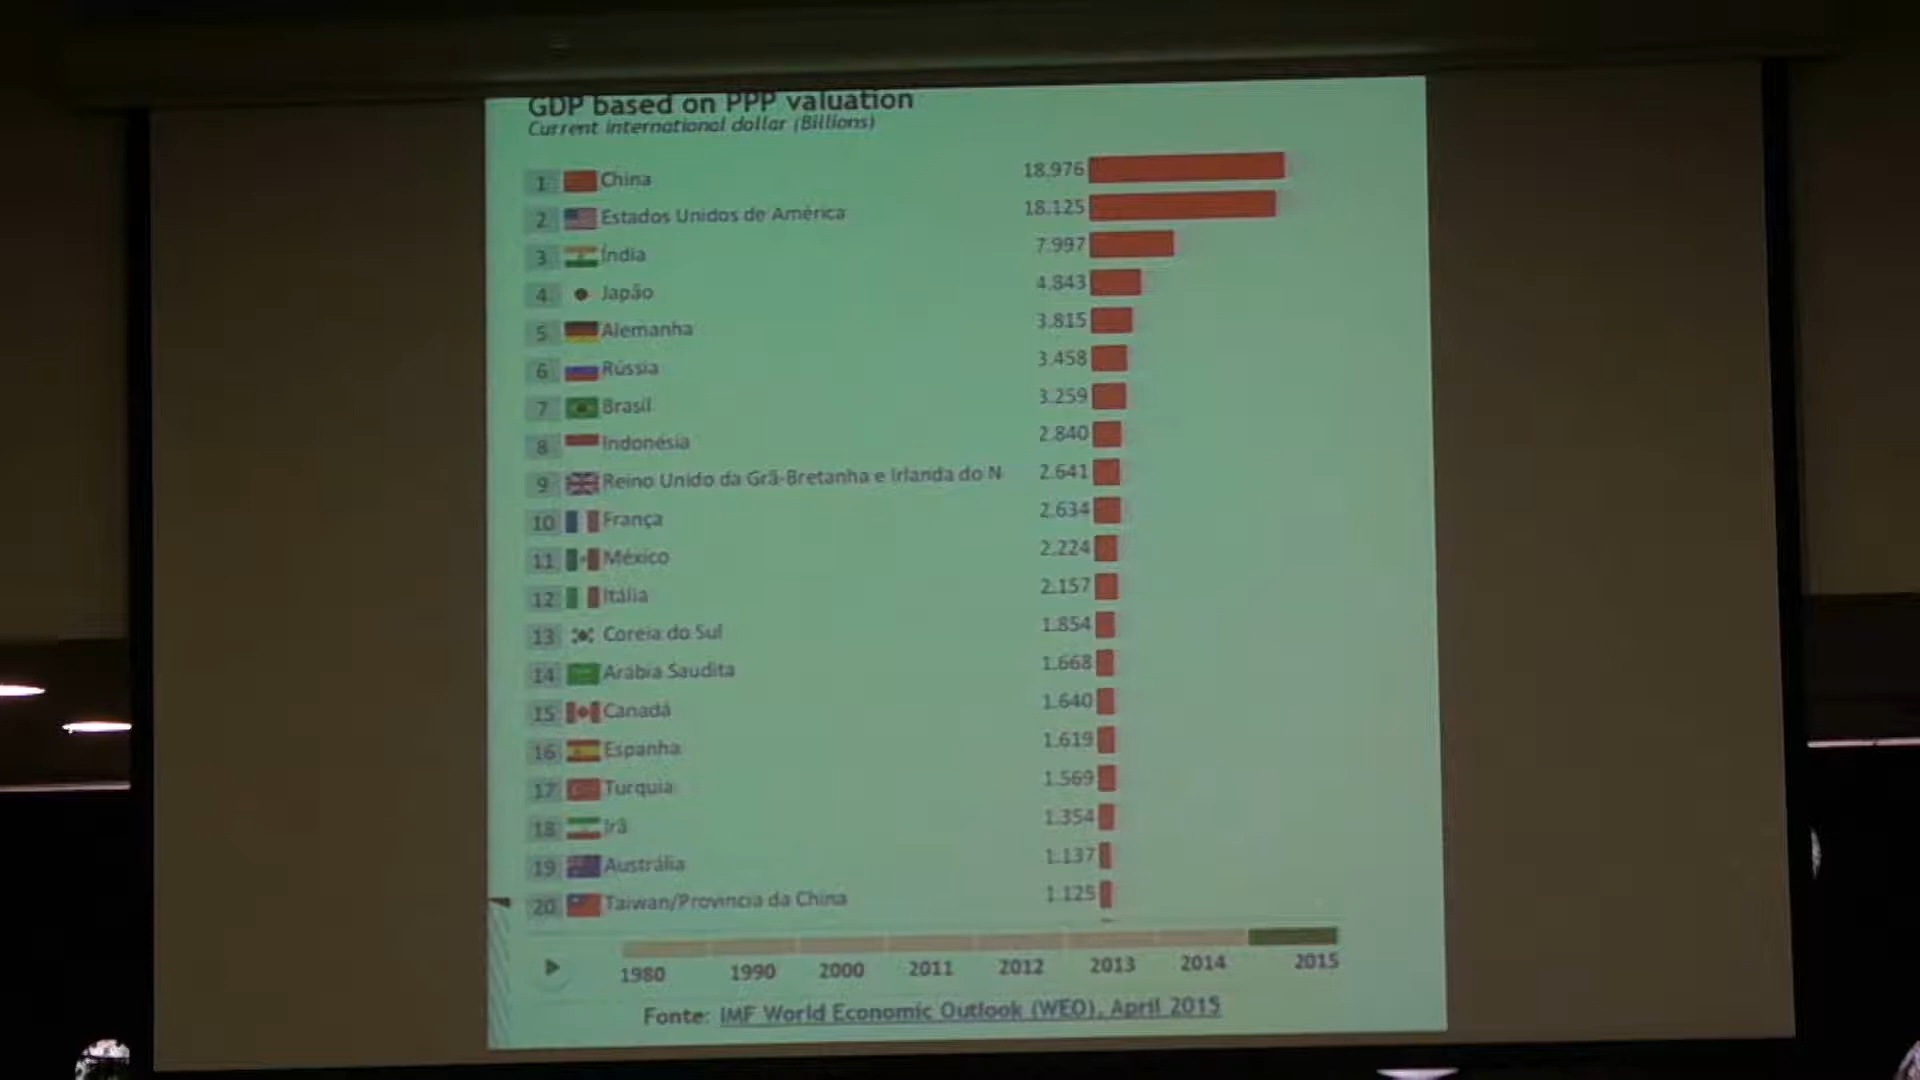 GDP based on PPP valuation
Current international dollar (Billions)
1 China 18.976
2 Estados Unidos de América 18.125
3 Índia 7.997
4 Japão 4.843
5 Alemanha 3.815
6 Rússia 3.458
7 Brasil 3.259
8 Indonésia 2.840
9 Reino Unido da Grã-Bretanha e Irlanda do N 2.641
10 França 2.634
11 México 2.224
12 Itália 2.157
13 Coreia do Sul 1.854
14 Arábia Saudita 1.668
15 Canadá 1.640
16 Espanha 1.619
17 Turquia 1.569
18 Irã 1.354
19 Austrália 1.137
20 Taiwan/Provincia da China 1.125
1980 1990 2000 2011 2012 2013 2014 2015
Fonte: IMF World Economic Outlook (WEO), April 2015